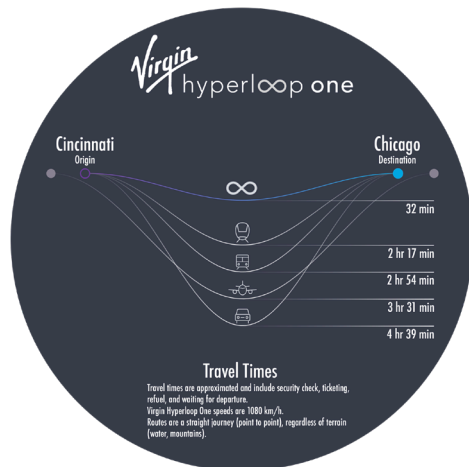 Virgin
hyperloop one
Cincinnati
Origin
Chicago
Destination
32 min
2 hr 17 min
2 hr 54 min
3 hr 31 min
4 hr 39 min
Travel Times
Travel times are approximated and include security check, ticketing,
refuel, and waiting for departure.
Virgin Hyperloop One speeds are 1080 km/h.
Routes are a straight journey (point to point), regardless of terrain
(water, mountains).